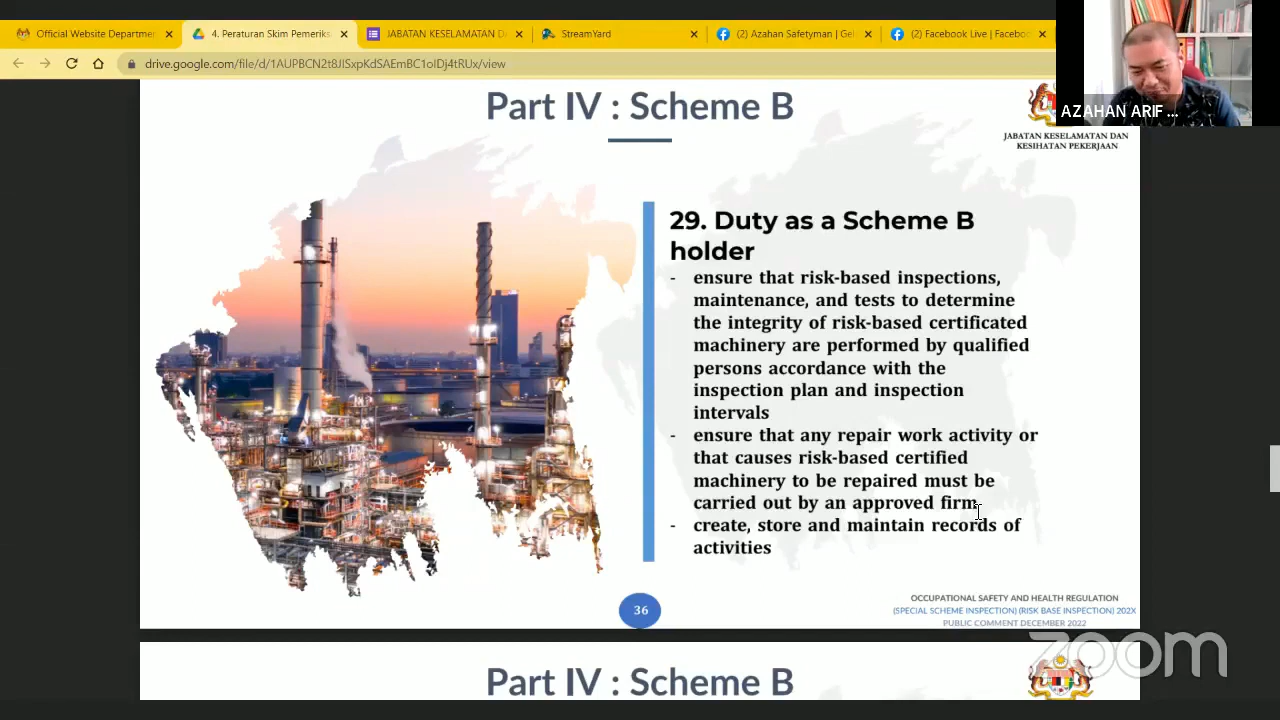 Official Website Departmen
4. Peraturan Skim Pemeriks
JABATAN KESELAMATAN D
StreamYard
(2) Azahan Safetyman | Gel
(2) Facebook Live | Faceboo
drive.google.com/file/d/1AUPBCN2t8JISxpKdSAEmBC1oIDj4tRUx/view
AZAHAN ARIF ...
Part IV : Scheme B
JABATAN KESELAMATAN DAN
KESIHATAN PEKERJAAN
29. Duty as a Scheme B
holder
- ensure that risk-based inspections,
maintenance, and tests to determine
the integrity of risk-based certificated
machinery are performed by qualified
persons accordance with the
inspection plan and inspection
intervals
- ensure that any repair work activity or
that causes risk-based certified
machinery to be repaired must be
carried out by an approved firm
- create, store and maintain records of
activities
36
OCCUPATIONAL SAFETY AND HEALTH REGULATION
(SPECIAL SCHEME INSPECTION) (RISK BASE INSPECTION) 202X
PUBLIC COMMENT DECEMBER 2022
zoom
Part IV : Scheme B